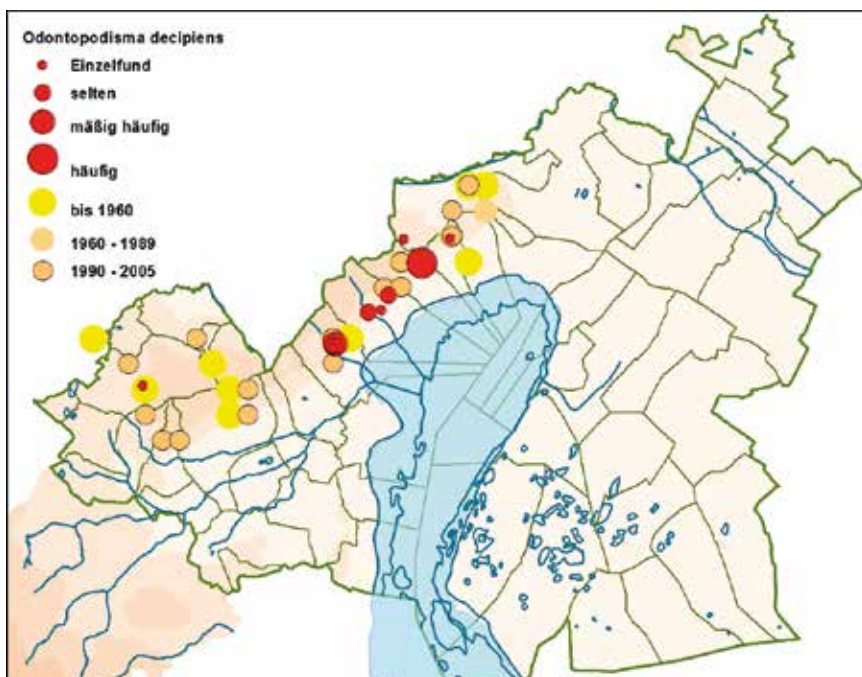 Odontopodisma decipiens
Einzelfund
selten
mäßig häufig
häufig
bis 1960
1960 - 1989
1990 - 2005